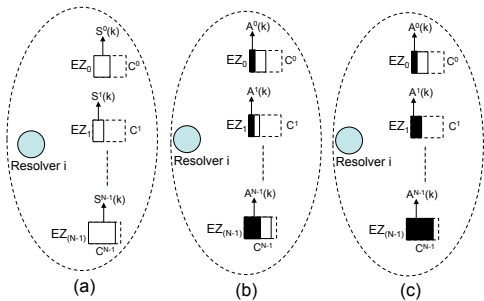 S⁰(k)
EZ₀
C⁰
S¹(k)
EZ₁
C¹
Resolver i
Sᴺ⁻¹(k)
EZ₍N-1₎
Cᴺ⁻¹
(a)
A⁰(k)
EZ₀
C⁰
A¹(k)
EZ₁
C¹
Resolver i
Aᴺ⁻¹(k)
EZ₍N-1₎
Cᴺ⁻¹
(b)
A⁰(k)
EZ₀
C⁰
A¹(k)
EZ₁
C¹
Resolver i
Aᴺ⁻¹(k)
EZ₍N-1₎
Cᴺ⁻¹
(c)